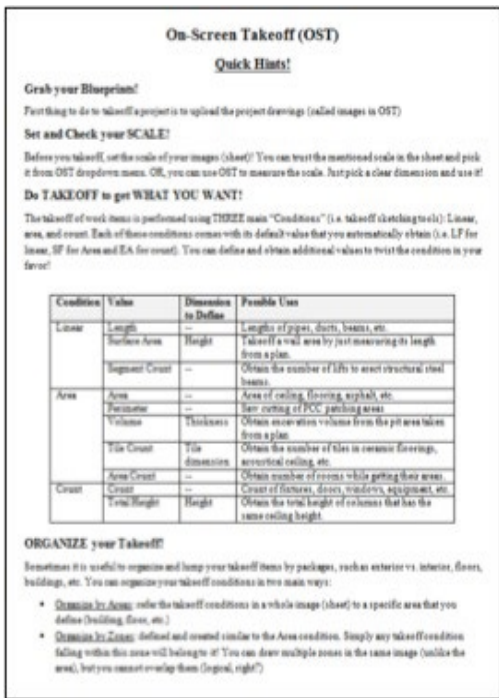 On-Screen Takeoff (OST)
Quick Hints!
Grab your Blueprints!
First thing to do to takeoff a project is to upload the project drawings (called images in OST)
Set and Check your SCALE!
Before you takeoff, set the scale of your images (sheet)! You can trust the mentioned scale in the sheet and pick
it from OST dropdown menu. OR, you can use OST to measure the scale. Just pick a clear dimension and use it!
Do TAKEOFF to get WHAT YOU WANT!
The takeoff of work items is performed using THREE main "Conditions" (i.e. takeoff sketching tools): Linear,
area, and count. Each of these conditions comes with its default value that you automatically obtain (i.e. LF for
linear, SF for Area and EA for count). You can define and obtain additional values to twist the condition in your
favor!
Condition Value Dimension to Define Possible Uses
Linear Length -- Lengths of pipes, ducts, beams, etc.
Surface Area Height Takeoff a wall area by just measuring its length
from a plan.
Segment Count -- Obtain the number of lifts to erect structural steel
beams.
Area Area -- Area of ceiling, flooring, asphalt, etc.
Perimeter -- Saw cutting of PCC patching areas
Volume Thickness Obtain excavation volume from the pit area taken
from a plan
Tile Count Tile dimension Obtain the number of tiles in ceramic floorings,
acoustical ceiling, etc.
Area Count -- Obtain number of rooms while getting their areas.
Count Count -- Count of fixtures, doors, windows, equipment, etc.
Total Height Height Obtain the total height of columns that has the
same ceiling height.
ORGANIZE your Takeoff!
Sometimes it is useful to organize and lump your takeoff items by packages, such as exterior vs. interior, floors,
buildings, etc. You can organize your takeoff conditions in two main ways:
• Organize by Areas: refer the takeoff conditions in a whole image (sheet) to a specific area that you
define (building, floor, etc.)
• Organize by Zones: defined and created similar to the Area condition. Simply any takeoff condition
falling within this zone will belong to it! You can draw multiple zones in the same image (unlike the
area), but you cannot overlap them (logical, right?)